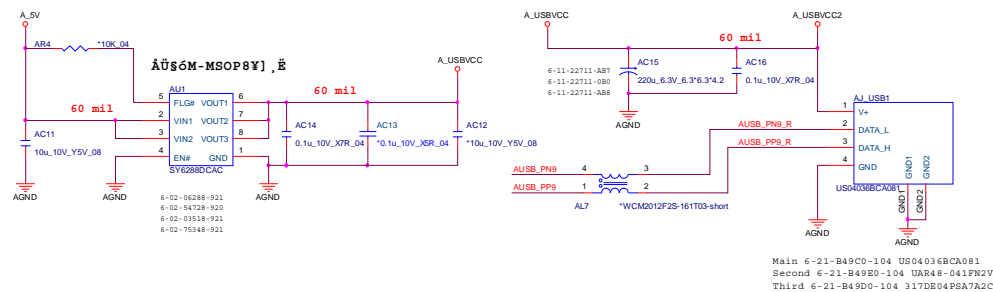 A_5V
AR4
*10K_04
ÅܧóM-MSOP8¥] ¸Ë
60 mil
AC11
10u_10V_Y5V_08
AGND
AU1
5 FLG# VOUT1 6
2 VIN1 VOUT2 7
3 VIN2 VOUT3 8
4 EN# GND 1
SY6288DCAC
AGND
6-02-06288-921
6-02-54728-920
6-02-03518-921
6-02-75348-921
60 mil
A_USBVCC
AC14
0.1u_10V_X7R_04
AC13
*0.1u_10V_X5R_04
AC12
*10u_10V_Y5V_08
AGND
A_USBVCC
A_USBVCC2
60 mil
AC15
220u_6.3V_6.3*6.3*4.2
6-11-22711-AB7
6-11-22711-0B0
6-11-22711-AB8
AGND
AC16
0.1u_10V_X7R_04
AJ_USB1
1 V+
AUSB_PN9_R 2 DATA_L
AUSB_PP9_R 3 DATA_H
4 GND
GND1
GND2
US04036BCA081
GND1
GND2
AGND
AGND
AUSB_PN9 4 3
AUSB_PP9 1 2
AL7 *WCM2012F2S-161T03-short
Main 6-21-B49C0-104 US04036BCA081
Second 6-21-B49E0-104 UAR48-041FN2V
Third 6-21-B49D0-104 317DE04PSA7A2C